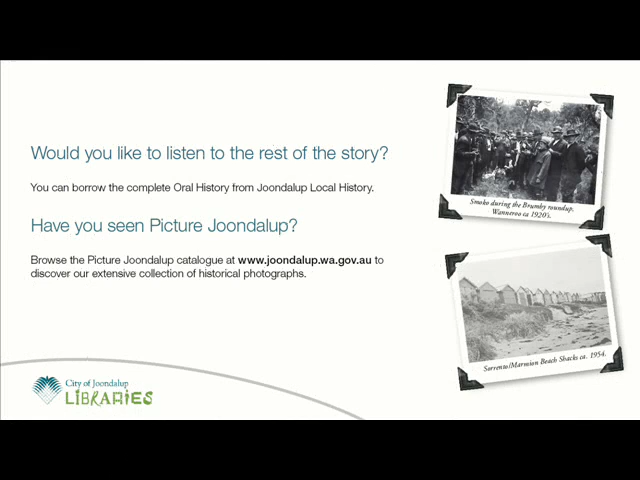 Would you like to listen to the rest of the story?
You can borrow the complete Oral History from Joondalup Local History.
Have you seen Picture Joondalup?
Browse the Picture Joondalup catalogue at www.joondalup.wa.gov.au to
discover our extensive collection of historical photographs.
Smoko during the Brumby roundup,
Wanneroo ca 1920's.
Sorrento/Marmion Beach Shacks ca. 1954.
City of Joondalup
LiBRARiES